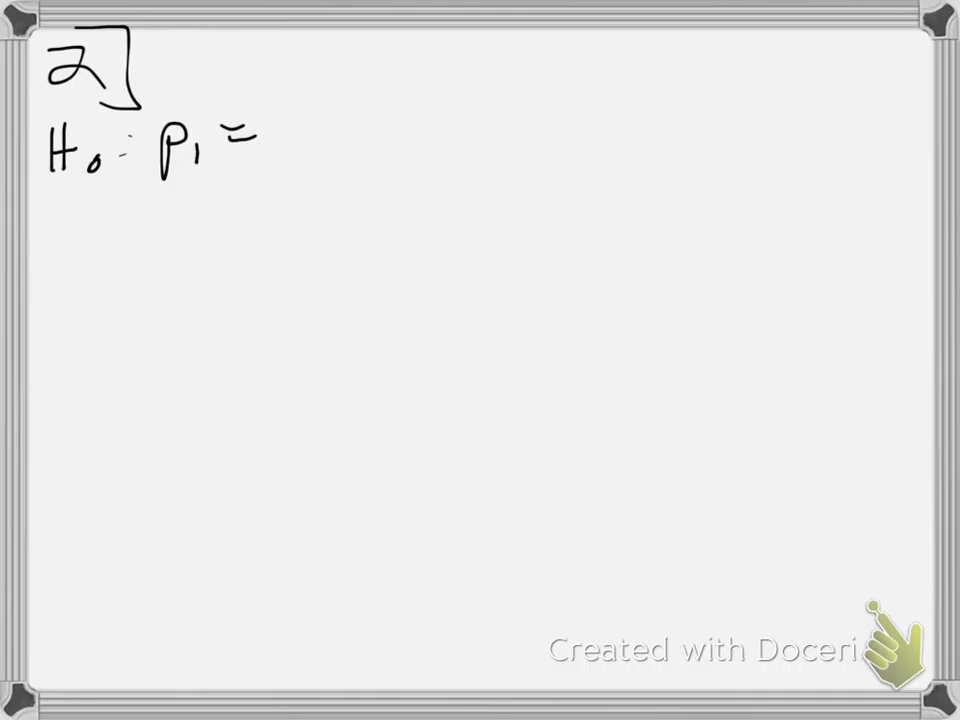 2]
H₀: p₁ =
Created with Doceri